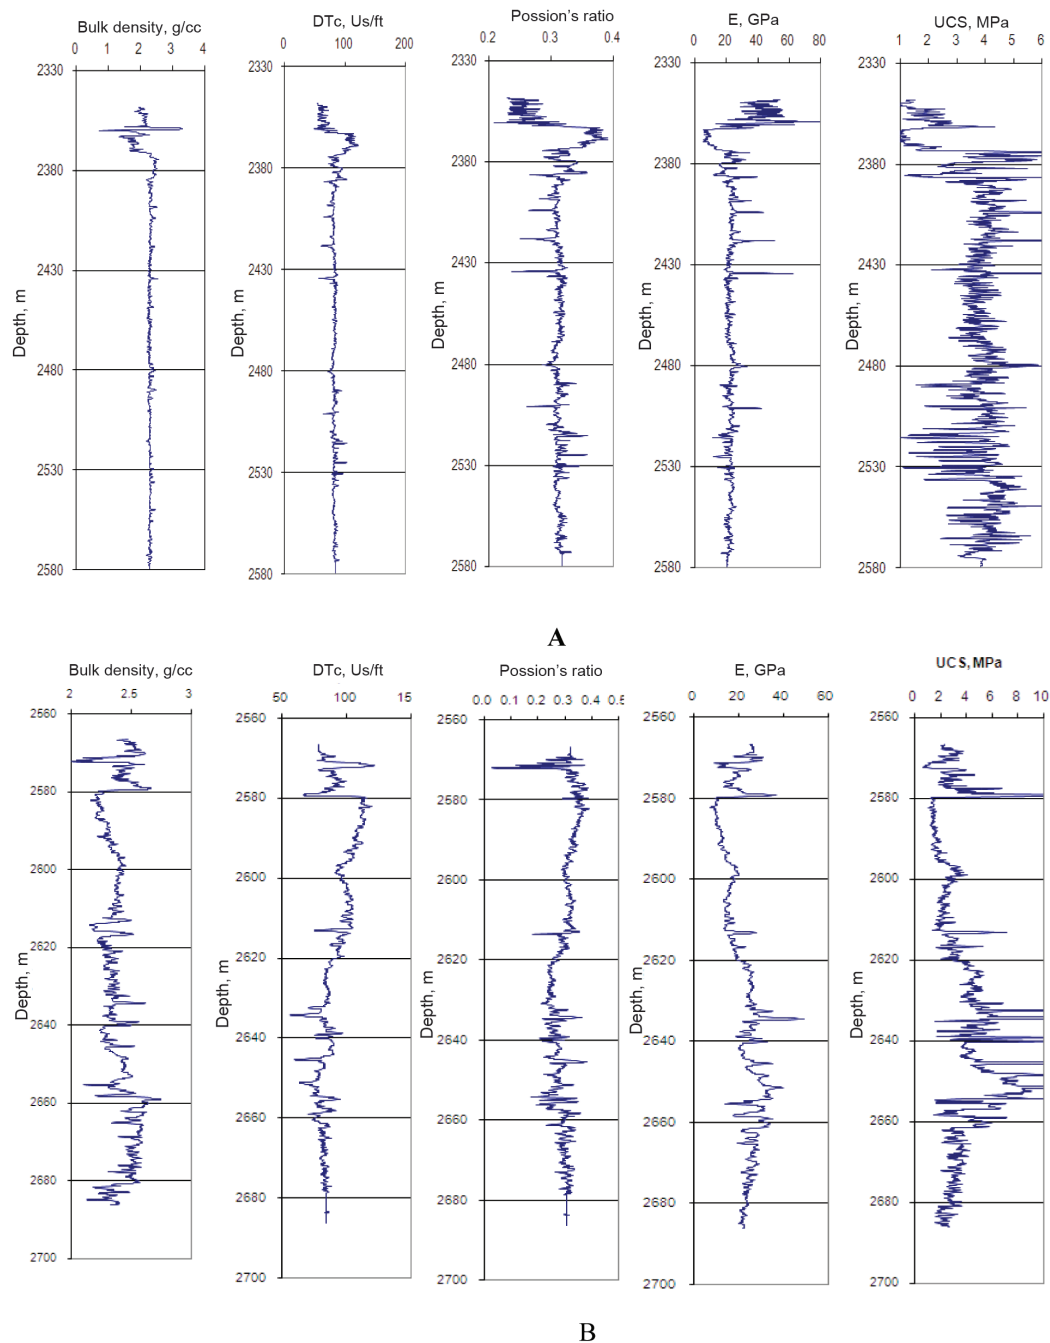 Bulk density, g/cc
0 1 2 3 4
2330
2380
2430
2480
2530
2580
Depth, m
DTc, Us/ft
0 100 200
2330
2380
2430
2480
2530
2580
Depth, m
Possion's ratio
0.2 0.3 0.4
2330
2380
2430
2480
2530
2580
Depth, m
E, GPa
0 20 40 60 80
2330
2380
2430
2480
2530
2580
Depth, m
UCS, MPa
1 2 3 4 5 6
2330
2380
2430
2480
2530
2580
Depth, m
A
Bulk density, g/cc
2 2.5 3
2560
2580
2600
2620
2640
2660
2680
2700
Depth, m
DTc, Us/ft
50 100 15
2560
2580
2600
2620
2640
2660
2680
2700
Depth, m
Possion's ratio
0.0 0.1 0.2 0.3 0.4 0.5
2560
2580
2600
2620
2640
2660
2680
2700
Depth, m
E, GPa
0 20 40 60
2560
2580
2600
2620
2640
2660
2680
2700
Depth, m
UCS, MPa
0 2 4 6 8 10
2560
2580
2600
2620
2640
2660
2680
2700
Depth, m
B